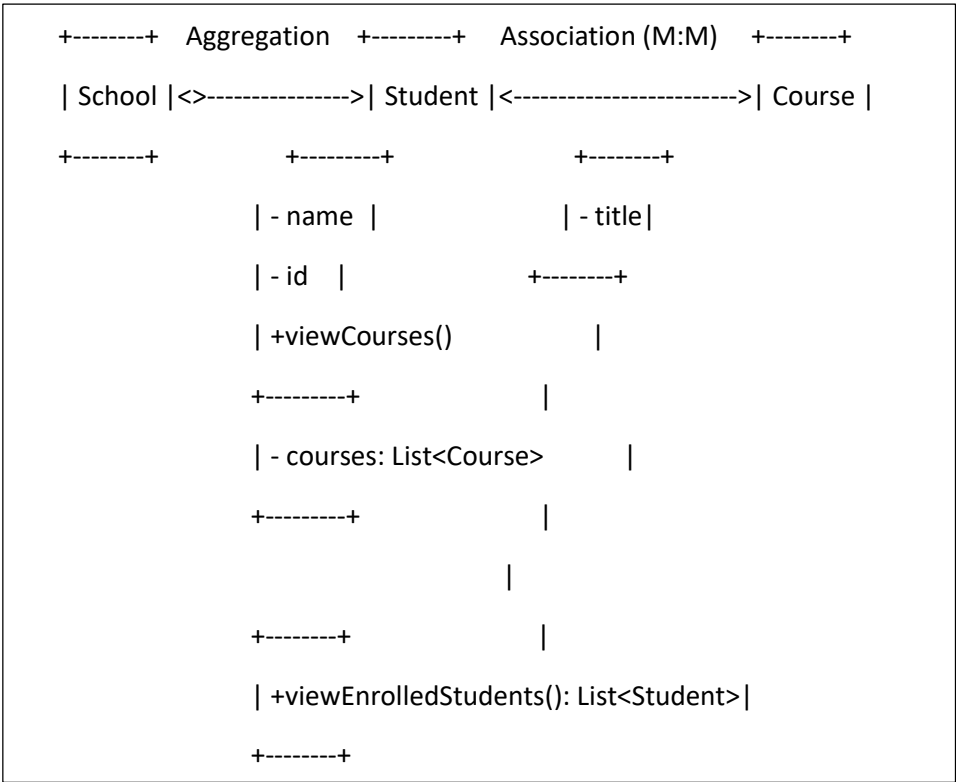 +--------+ Aggregation +---------+ Association (M:M) +--------+
| School |<>---------------->| Student |<------------------------->| Course |
+--------+ +---------+ +--------+
| - name | | - title|
| - id | +--------+
| +viewCourses() |
+---------+ |
| - courses: List<Course> |
+---------+ |
|
+--------+ |
| +viewEnrolledStudents(): List<Student>|
+--------+